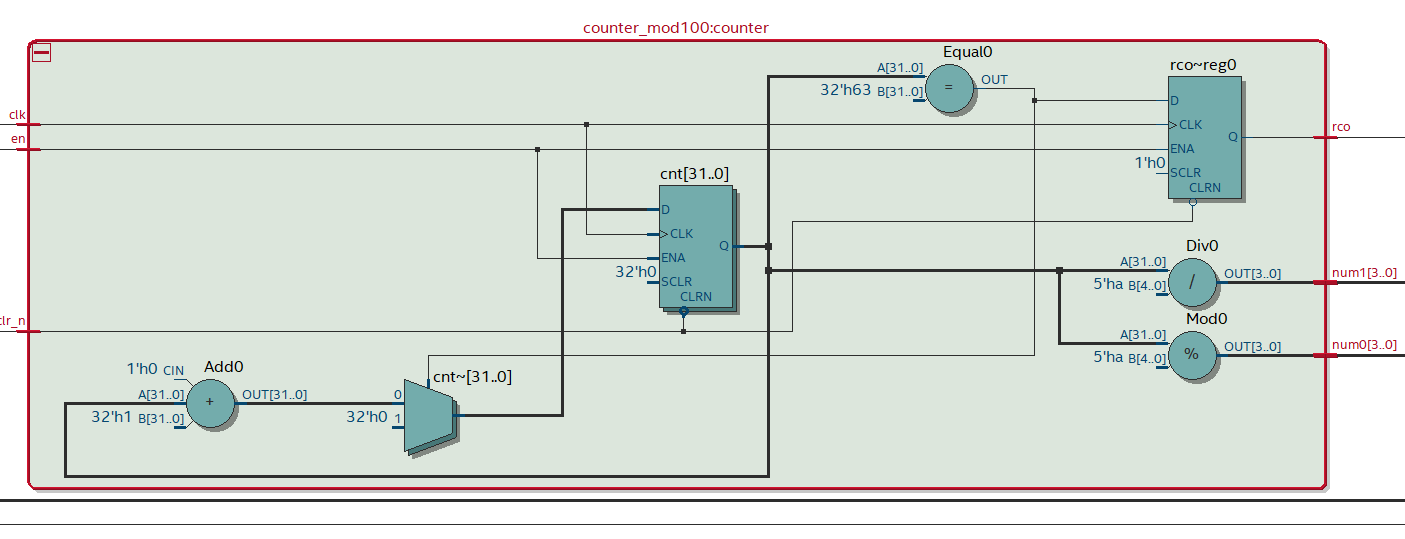 counter_mod100:counter
Equal0
A[31..0]
OUT
32'h63 B[31..0]
=
rco~reg0
D
CLK
ENA
1'h0
SCLR
CLRN
Q
rco
clk
en
cnt[31..0]
D
CLK
ENA
32'h0
SCLR
CLRN
Q
Div0
A[31..0]
OUT[3..0]
5'ha B[4..0]
/
num1[3..0]
Mod0
A[31..0]
OUT[3..0]
5'ha B[4..0]
%
num0[3..0]
clr_n
Add0
1'h0 CIN
A[31..0]
OUT[31..0]
32'h1 B[31..0]
+
cnt~[31..0]
0
32'h0 1